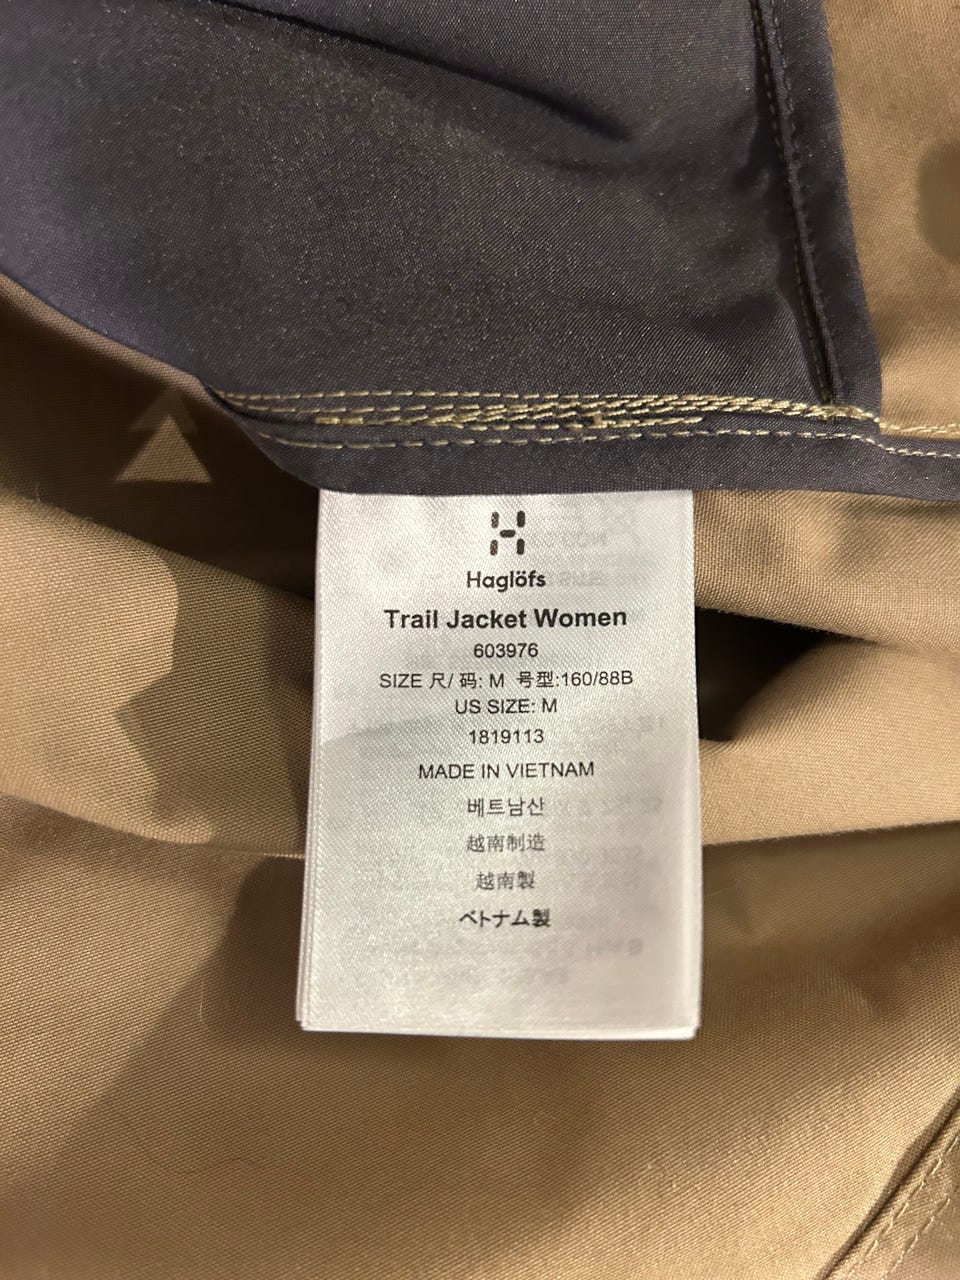 Haglöfs
Trail Jacket Women
603976
SIZE 尺/ 码: M 号型:160/88B
US SIZE: M
1819113
MADE IN VIETNAM
베트남산
越南制造
越南製
ベトナム製